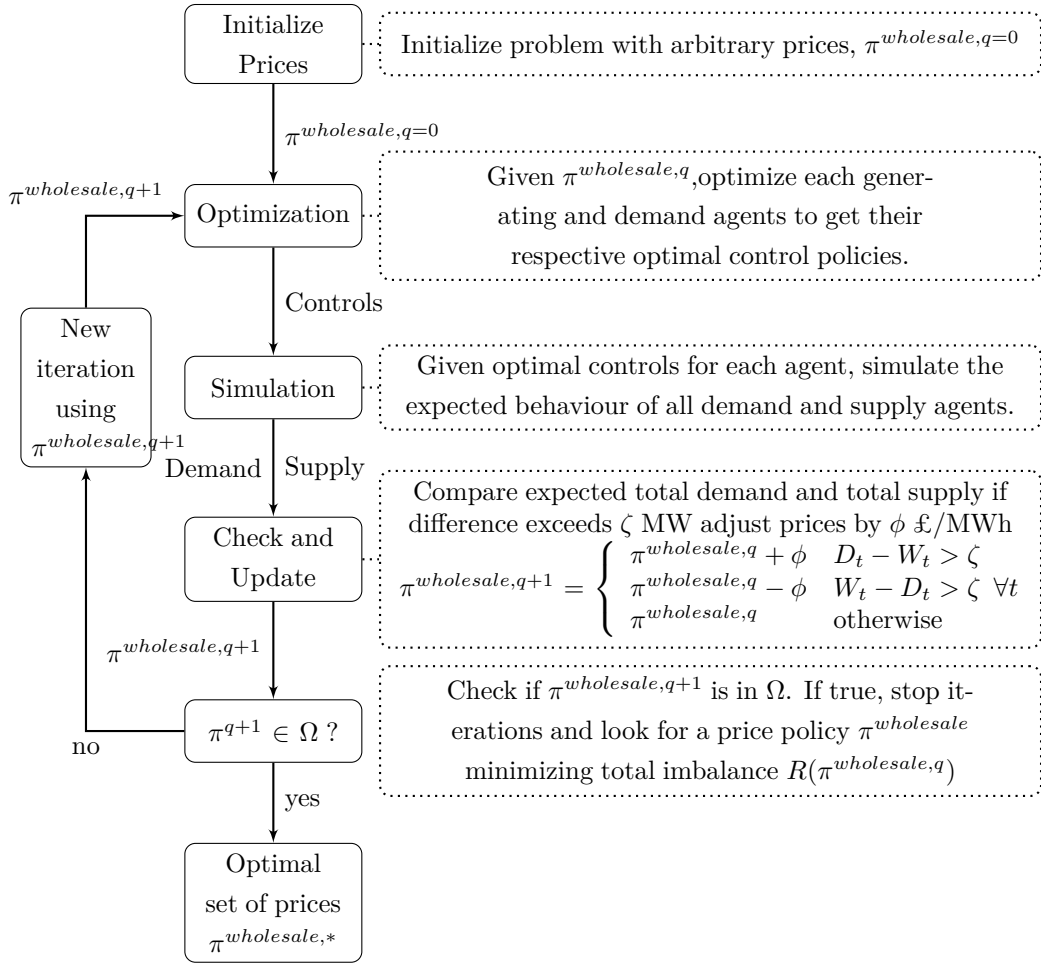 Initialize
Prices
Initialize problem with arbitrary prices, π^{wholesale,q=0}
π^{wholesale,q=0}
π^{wholesale,q+1}
Optimization
Given π^{wholesale,q},optimize each gener-
ating and demand agents to get their
respective optimal control policies.
Controls
New
iteration
using
π^{wholesale,q+1}
Simulation
Given optimal controls for each agent, simulate the
expected behaviour of all demand and supply agents.
Demand Supply
Check and
Update
Compare expected total demand and total supply if
difference exceeds ζ MW adjust prices by ϕ £/MWh
π^{wholesale,q+1} = { π^{wholesale,q} + ϕ D_t − W_t > ζ
π^{wholesale,q} − ϕ W_t − D_t > ζ ∀t
π^{wholesale,q} otherwise
π^{wholesale,q+1}
π^{q+1} ∈ Ω ?
no
Check if π^{wholesale,q+1} is in Ω. If true, stop it-
erations and look for a price policy π^{wholesale}
minimizing total imbalance R(π^{wholesale,q})
yes
Optimal
set of prices
π^{wholesale,*}